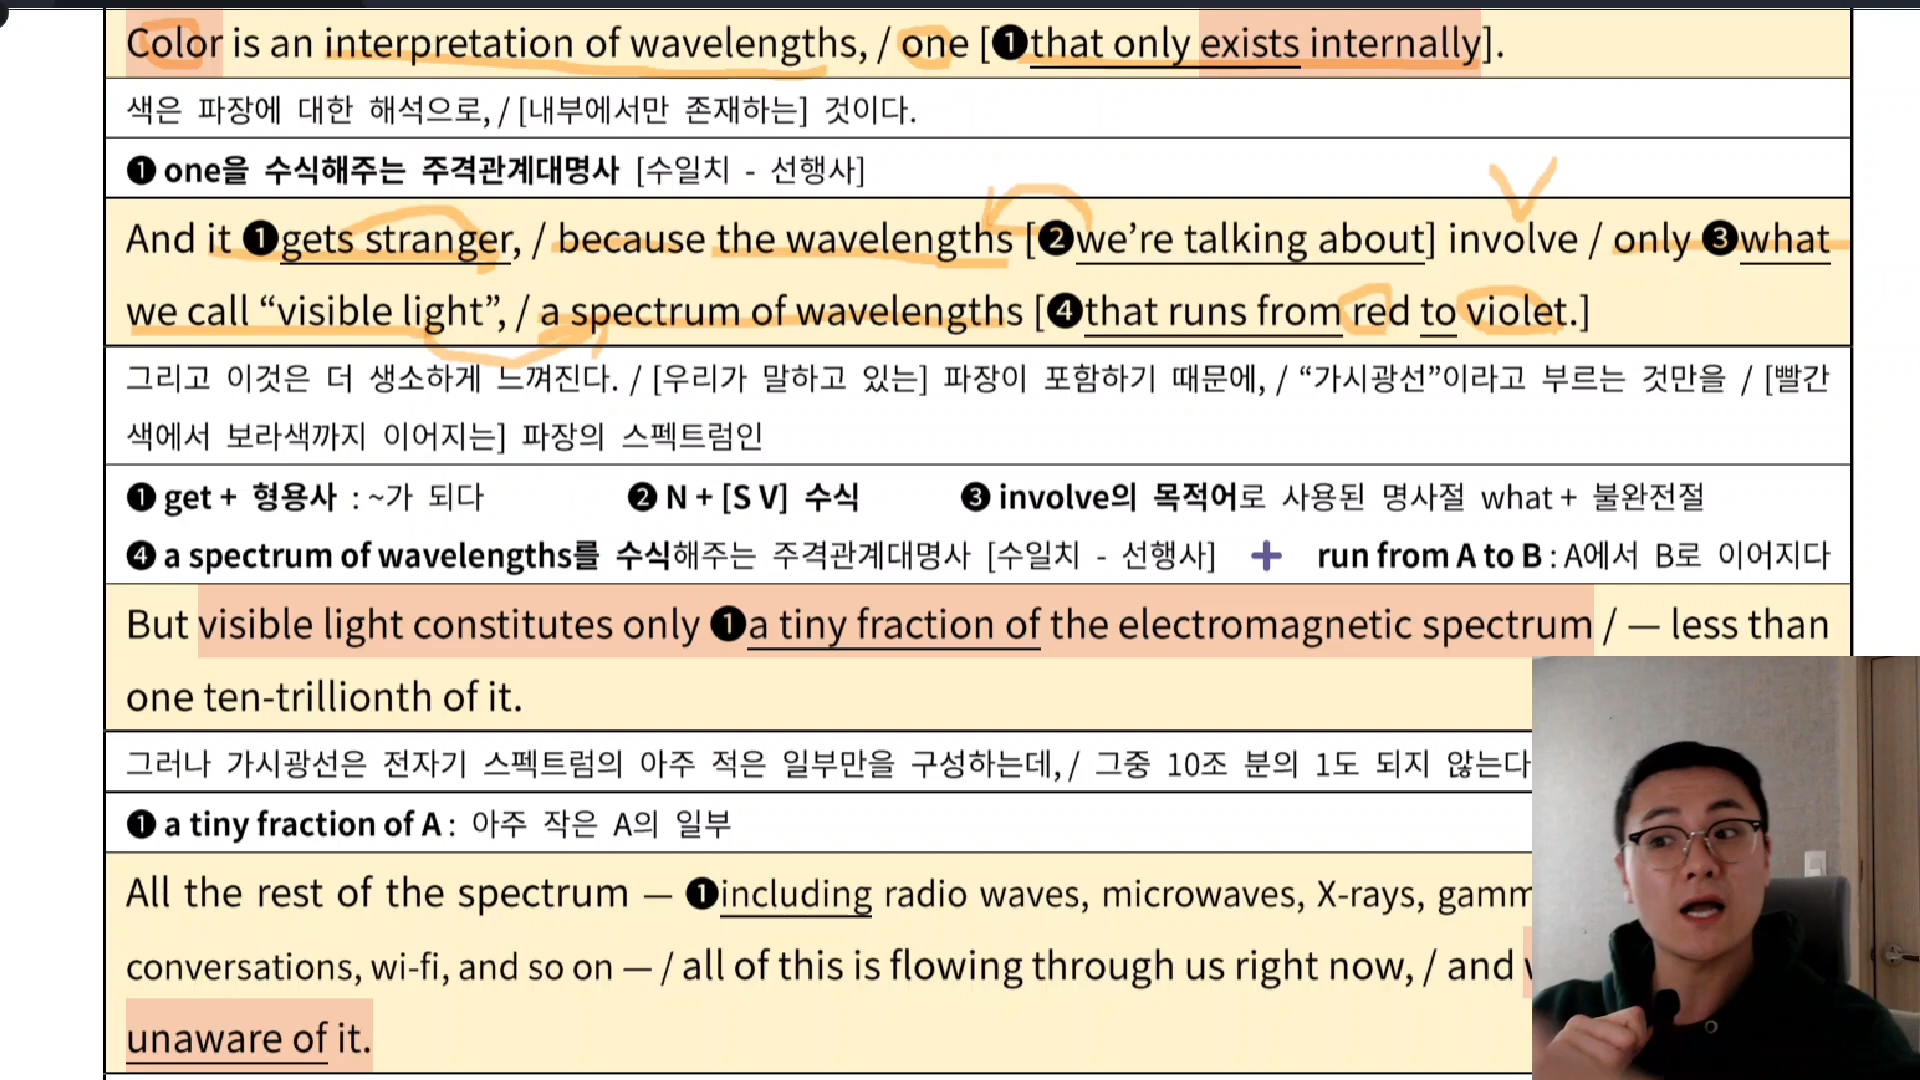 Color is an interpretation of wavelengths, / one [❶that only exists internally].
색은 파장에 대한 해석으로, / [내부에서만 존재하는] 것이다.
❶ one을 수식해주는 주격관계대명사 [수일치 - 선행사]
And it ❶gets stranger, / because the wavelengths [❷we’re talking about] involve / only ❸what
we call “visible light”, / a spectrum of wavelengths [❹that runs from red to violet.]
그리고 이것은 더 생소하게 느껴진다. / [우리가 말하고 있는] 파장이 포함하기 때문에, / “가시광선”이라고 부르는 것만을 / [빨간
색에서 보라색까지 이어지는] 파장의 스펙트럼인
❶ get + 형용사 : ~가 되다 ❷ N + [S V] 수식 ❸ involve의 목적어로 사용된 명사절 what + 불완전절
❹ a spectrum of wavelengths를 수식해주는 주격관계대명사 [수일치 - 선행사] + run from A to B : A에서 B로 이어지다
But visible light constitutes only ❶a tiny fraction of the electromagnetic spectrum / — less than
one ten-trillionth of it.
그러나 가시광선은 전자기 스펙트럼의 아주 적은 일부만을 구성하는데, / 그중 10조 분의 1도 되지 않는다
❶ a tiny fraction of A : 아주 작은 A의 일부
All the rest of the spectrum — ❶including radio waves, microwaves, X-rays,
conversations, wi-fi, and so on — / all of this is flowing through us right now, / and
unaware of it.